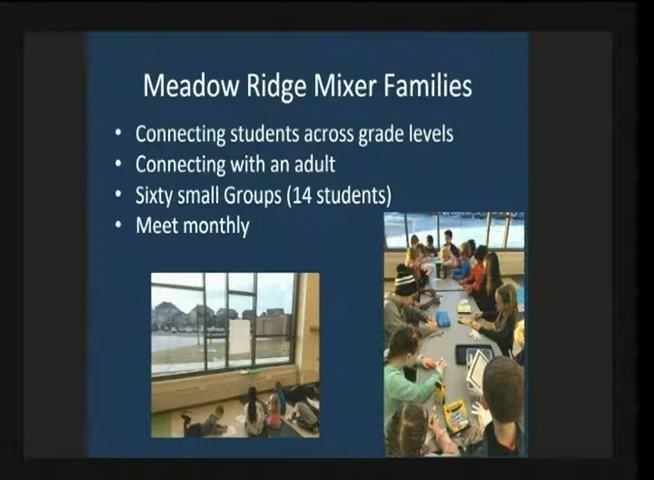 Meadow Ridge Mixer Families
• Connecting students across grade levels
• Connecting with an adult
• Sixty small Groups (14 students)
• Meet monthly